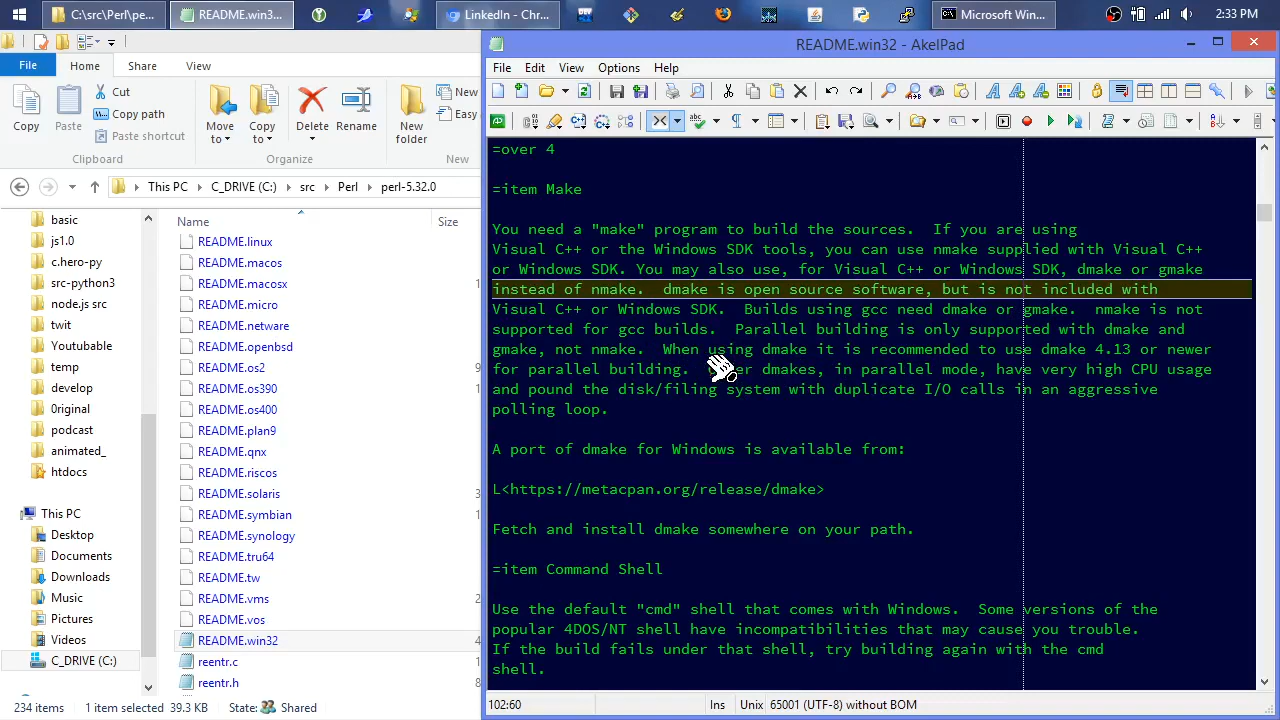 C:\src\Perl\pe...
README.win3...
LinkedIn - Chr...
Microsoft Win...
2:33 PM
README.win32 - AkelPad
File
Home
Share
View
Copy
Paste
Cut
Copy path
Paste shortcut
Clipboard
Move to
Copy to
Delete
Rename
Organize
New folder
New
Easy
New
This PC
C_DRIVE (C:)
src
Perl
perl-5.32.0
basic
js1.0
c.hero-py
src-python3
node.js src
twit
Youtubable
temp
develop
0riginal
podcast
animated_
htdocs
This PC
Desktop
Documents
Downloads
Music
Pictures
Videos
C_DRIVE (C:)
Name
Size
README.linux
README.macos
README.macosx
README.micro
README.netware
README.openbsd
README.os2
README.os390
README.os400
README.plan9
README.qnx
README.riscos
README.solaris
README.symbian
README.synology
README.tru64
README.tw
README.vms
README.vos
README.win32
reentr.c
reentr.h
234 items
1 item selected 39.3 KB
State:
Shared
File
Edit
View
Options
Help
=over 4
=item Make
You need a "make" program to build the sources.  If you are using
Visual C++ or the Windows SDK tools, you can use nmake supplied with Visual C++
or Windows SDK. You may also use, for Visual C++ or Windows SDK, dmake or gmake
instead of nmake.  dmake is open source software, but is not included with
Visual C++ or Windows SDK.  Builds using gcc need dmake or gmake.  nmake is not
supported for gcc builds.  Parallel building is only supported with dmake and
gmake, not nmake.  When using dmake it is recommended to use dmake 4.13 or newer
for parallel building.  dmakes, in parallel mode, have very high CPU usage
and pound the disk/filing system with duplicate I/O calls in an aggressive
polling loop.
A port of dmake for Windows is available from:
L<https://metacpan.org/release/dmake>
Fetch and install dmake somewhere on your path.
=item Command Shell
Use the default "cmd" shell that comes with Windows.  Some versions of the
popular 4DOS/NT shell have incompatibilities that may cause you trouble.
If the build fails under that shell, try building again with the cmd
shell.
102:60
Ins
Unix
65001 (UTF-8) without BOM